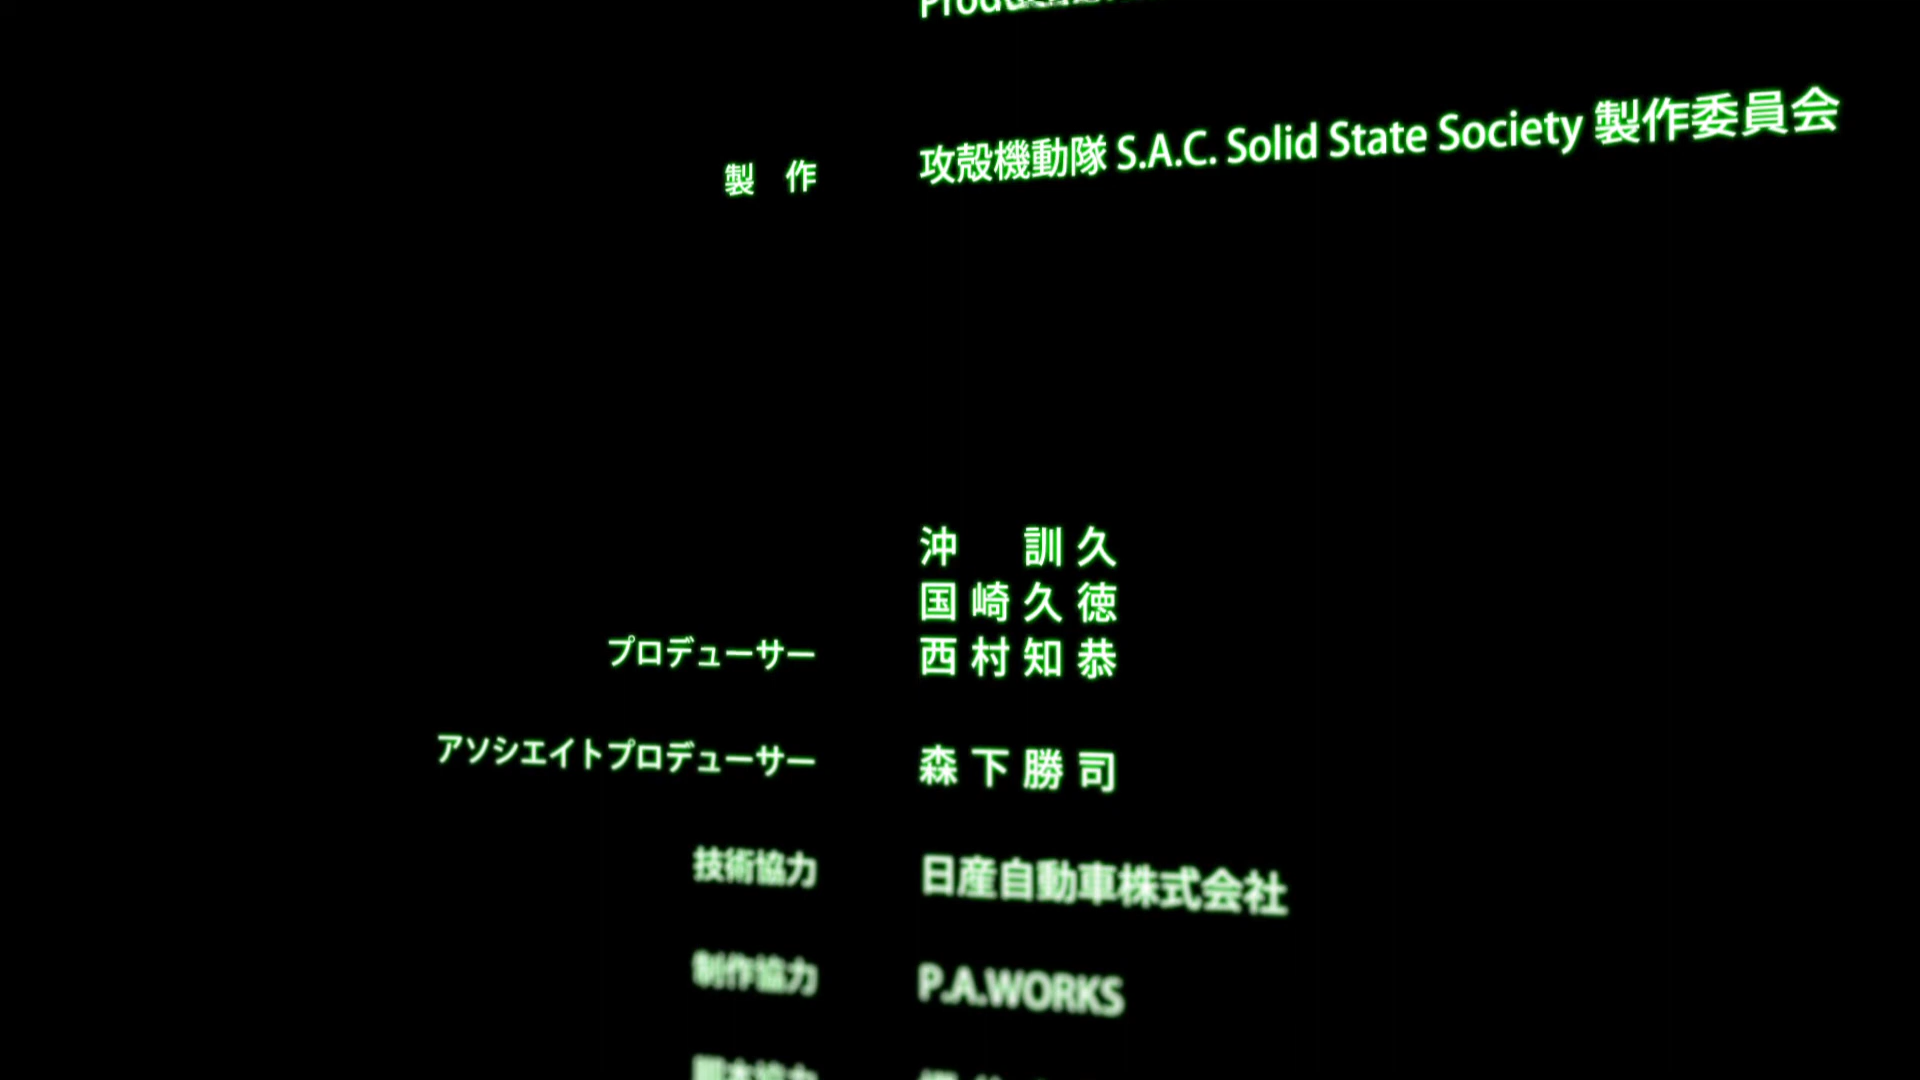 製　作　攻殻機動隊 S.A.C. Solid State Society 製作委員会
沖　訓久
国崎久徳
プロデューサー　西村知恭
アソシエイトプロデューサー　森下勝司
技術協力　日産自動車株式会社
制作協力　P.A.WORKS